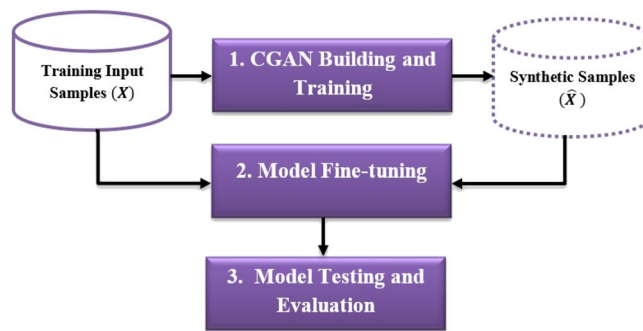 Training Input
Samples (X)
1. CGAN Building and
Training
Synthetic Samples
(X̂ )
2. Model Fine-tuning
3. Model Testing and
Evaluation